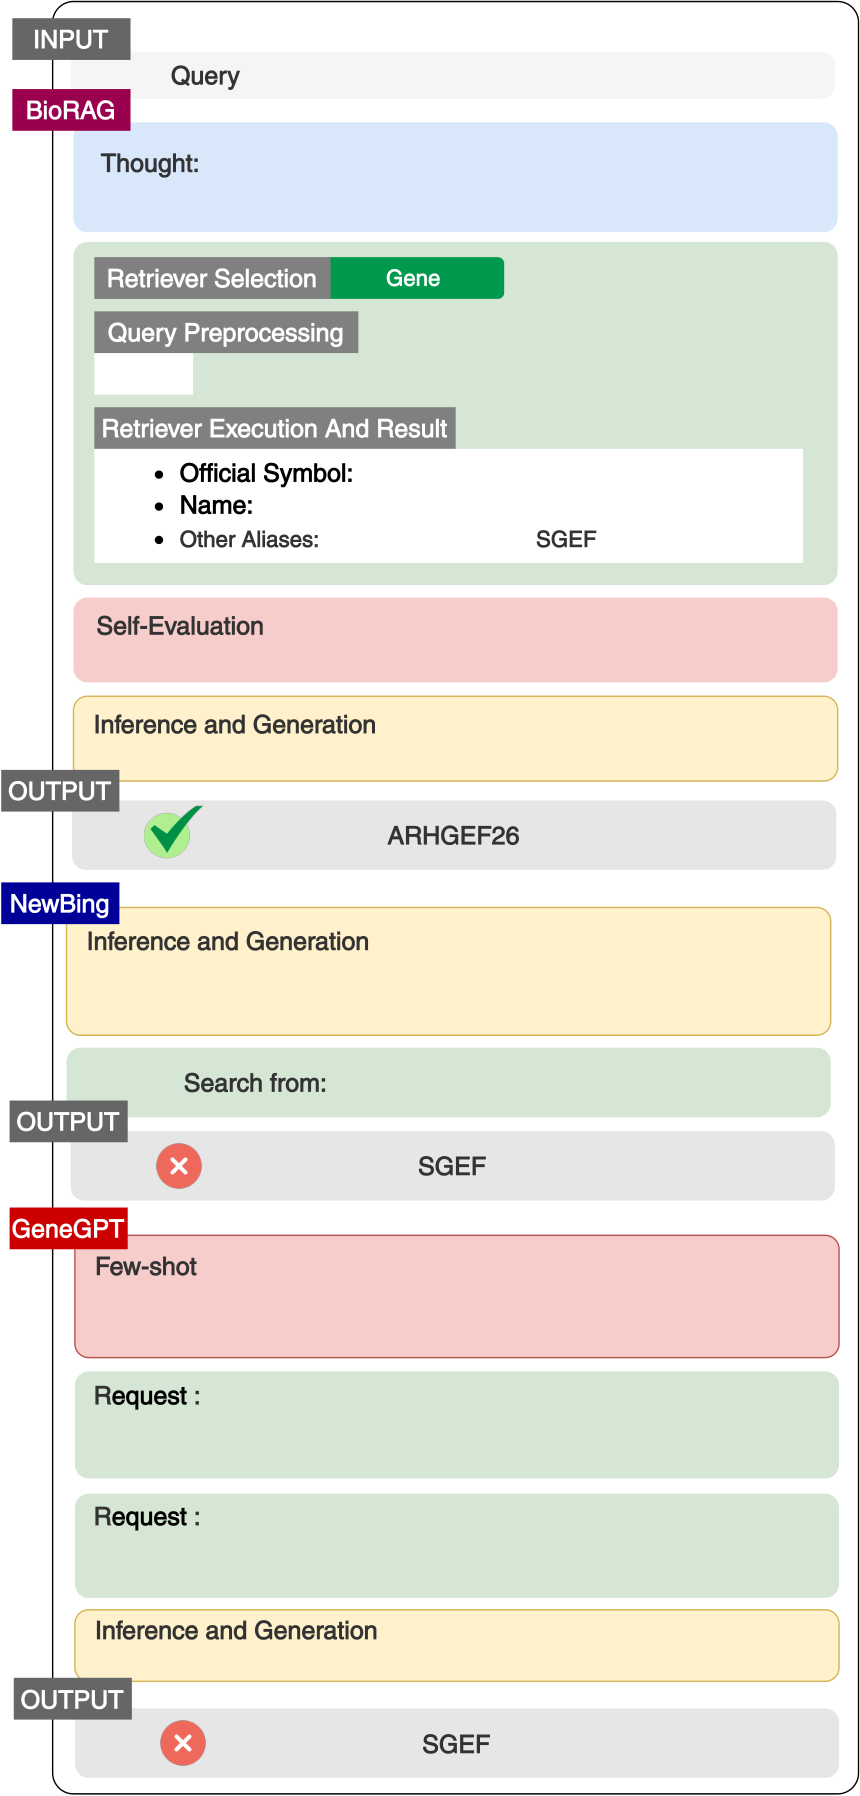 INPUT
Query
BioRAG
Thought:
Retriever Selection Gene
Query Preprocessing
Retriever Execution And Result
• Official Symbol:
• Name:
• Other Aliases: SGEF
Self-Evaluation
Inference and Generation
OUTPUT
ARHGEF26
NewBing
Inference and Generation
Search from:
OUTPUT
SGEF
GeneGPT
Few-shot
Request :
Request :
Inference and Generation
OUTPUT
SGEF